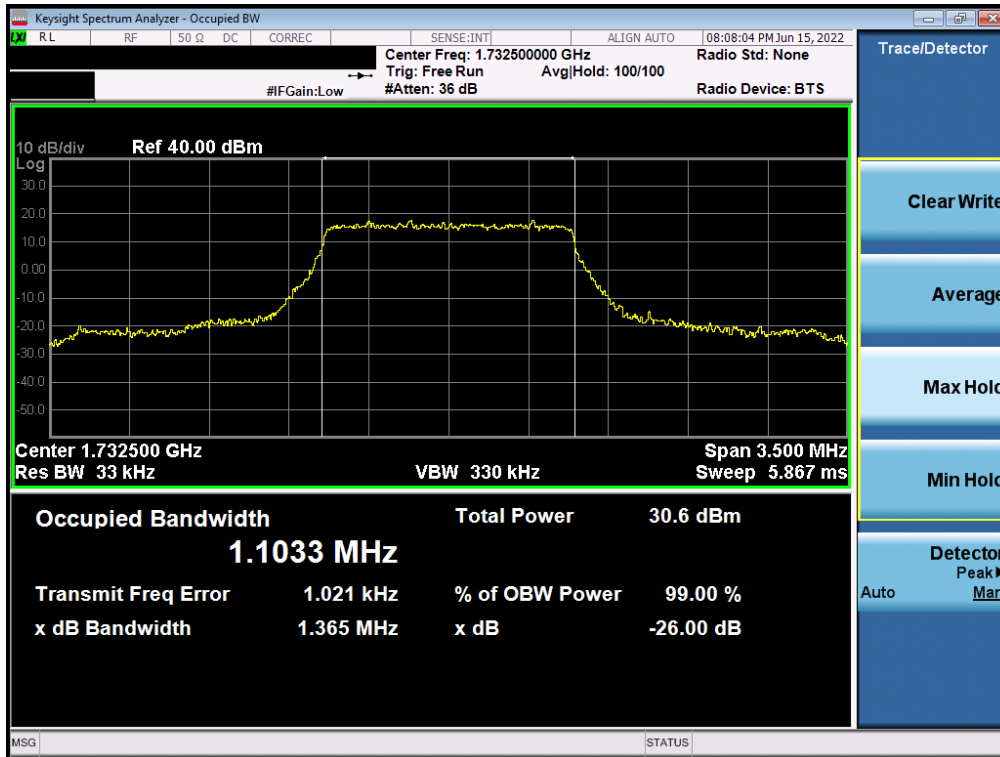 Keysight Spectrum Analyzer - Occupied BW
LXI RL RF 50 Ω DC CORREC SENSE:INT ALIGN AUTO 08:08:04 PM Jun 15, 2022
Center Freq: 1.732500000 GHz Radio Std: None
Trig: Free Run Avg|Hold: 100/100
#IFGain:Low #Atten: 36 dB Radio Device: BTS
10 dB/div Ref 40.00 dBm
Log
30.0
20.0
10.0
0.00
-10.0
-20.0
-30.0
-40.0
-50.0
Center 1.732500 GHz Span 3.500 MHz
Res BW 33 kHz VBW 330 kHz Sweep 5.867 ms
Occupied Bandwidth Total Power 30.6 dBm
1.1033 MHz
Transmit Freq Error 1.021 kHz % of OBW Power 99.00 %
x dB Bandwidth 1.365 MHz x dB -26.00 dB
MSG STATUS
Trace/Detector
Clear Write
Average
Max Hold
Min Hold
Detector
Peak
Auto Man